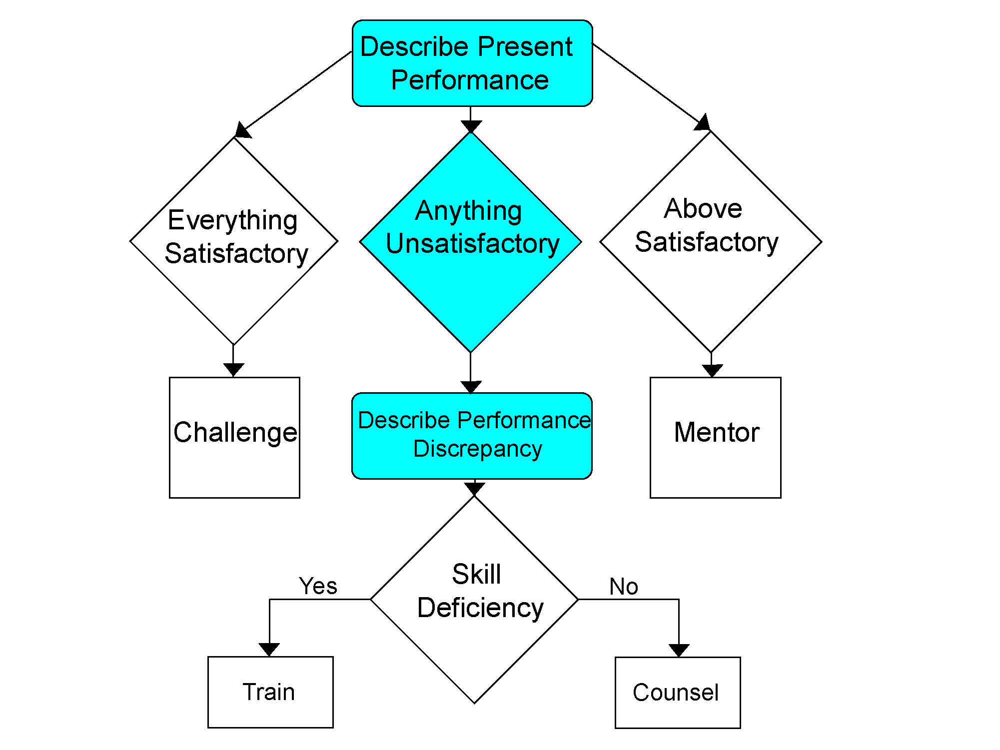 Describe Present
Performance
Everything
Satisfactory
Anything
Unsatisfactory
Above
Satisfactory
Challenge
Describe Performance
Discrepancy
Mentor
Skill
Deficiency
Yes
No
Train
Counsel